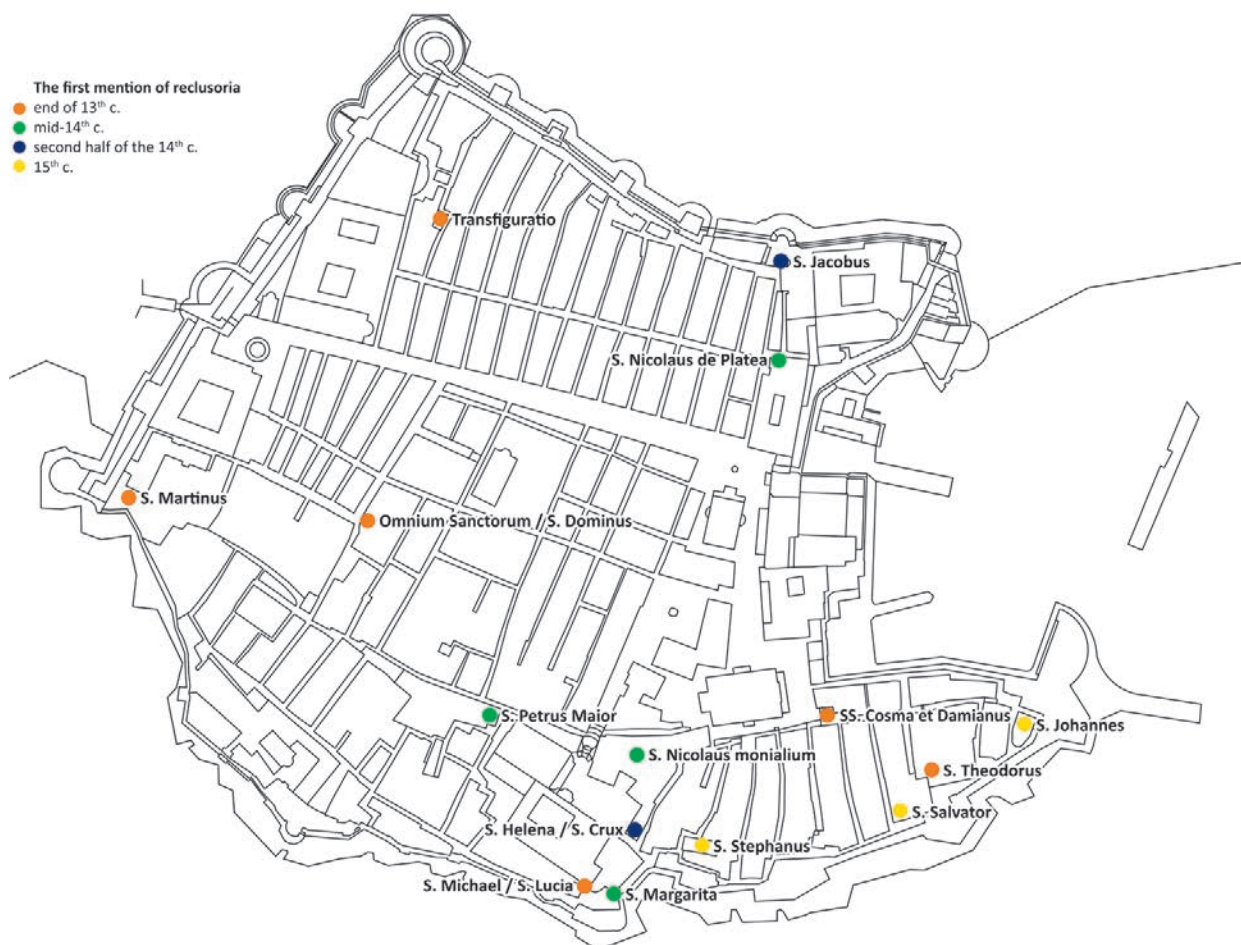 The first mention of reclusoria
end of 13th c.
mid-14th c.
second half of the 14th c.
15th c.
Transfiguratio
S. Jacobus
S. Nicolaus de Platea
S. Martinus
Omnium Sanctorum / S. Dominus
S. Petrus Maior
SS. Cosma et Damianus
S. Johannes
S. Nicolaus monialium
S. Theodorus
S. Salvator
S. Helena / S. Crux
S. Stephanus
S. Michael / S. Lucia
S. Margarita